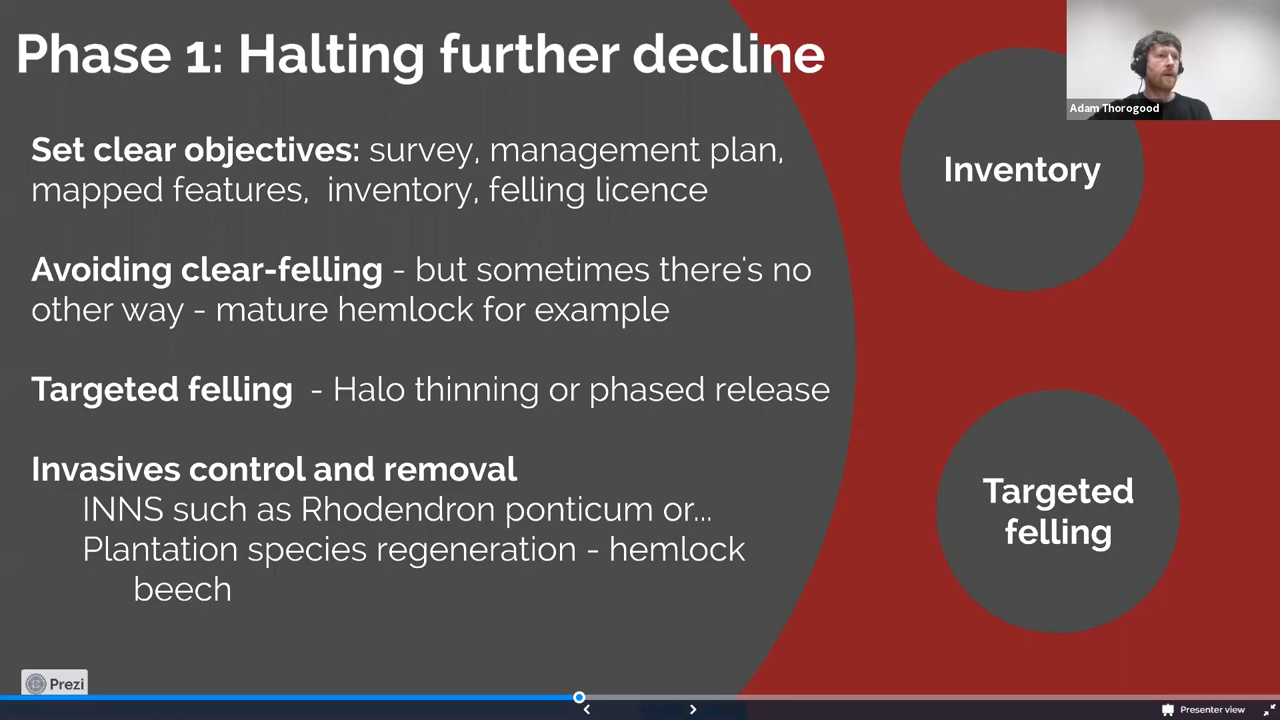 Phase 1: Halting further decline
Set clear objectives: survey, management plan,
mapped features, inventory, felling licence
Avoiding clear-felling - but sometimes there's no
other way - mature hemlock for example
Targeted felling - Halo thinning or phased release
Invasives control and removal
INNS such as Rhodendron ponticum or...
Plantation species regeneration - hemlock
beech
Inventory
Targeted
felling
Adam Thorogood
Prezi
Presenter view